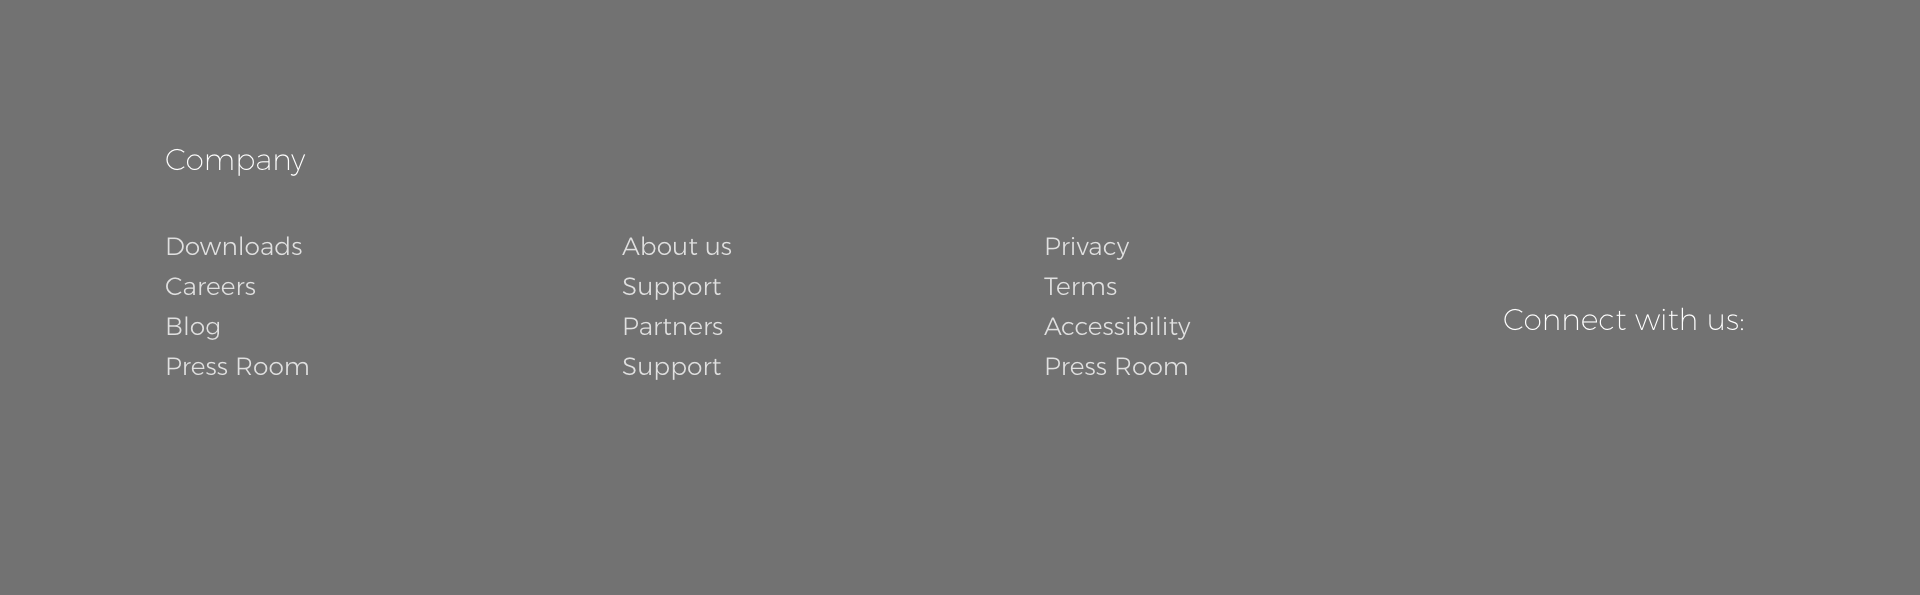 Company
Downloads
Careers
Blog
Press Room
About us
Support
Partners
Support
Privacy
Terms
Accessibility
Press Room
Connect with us: